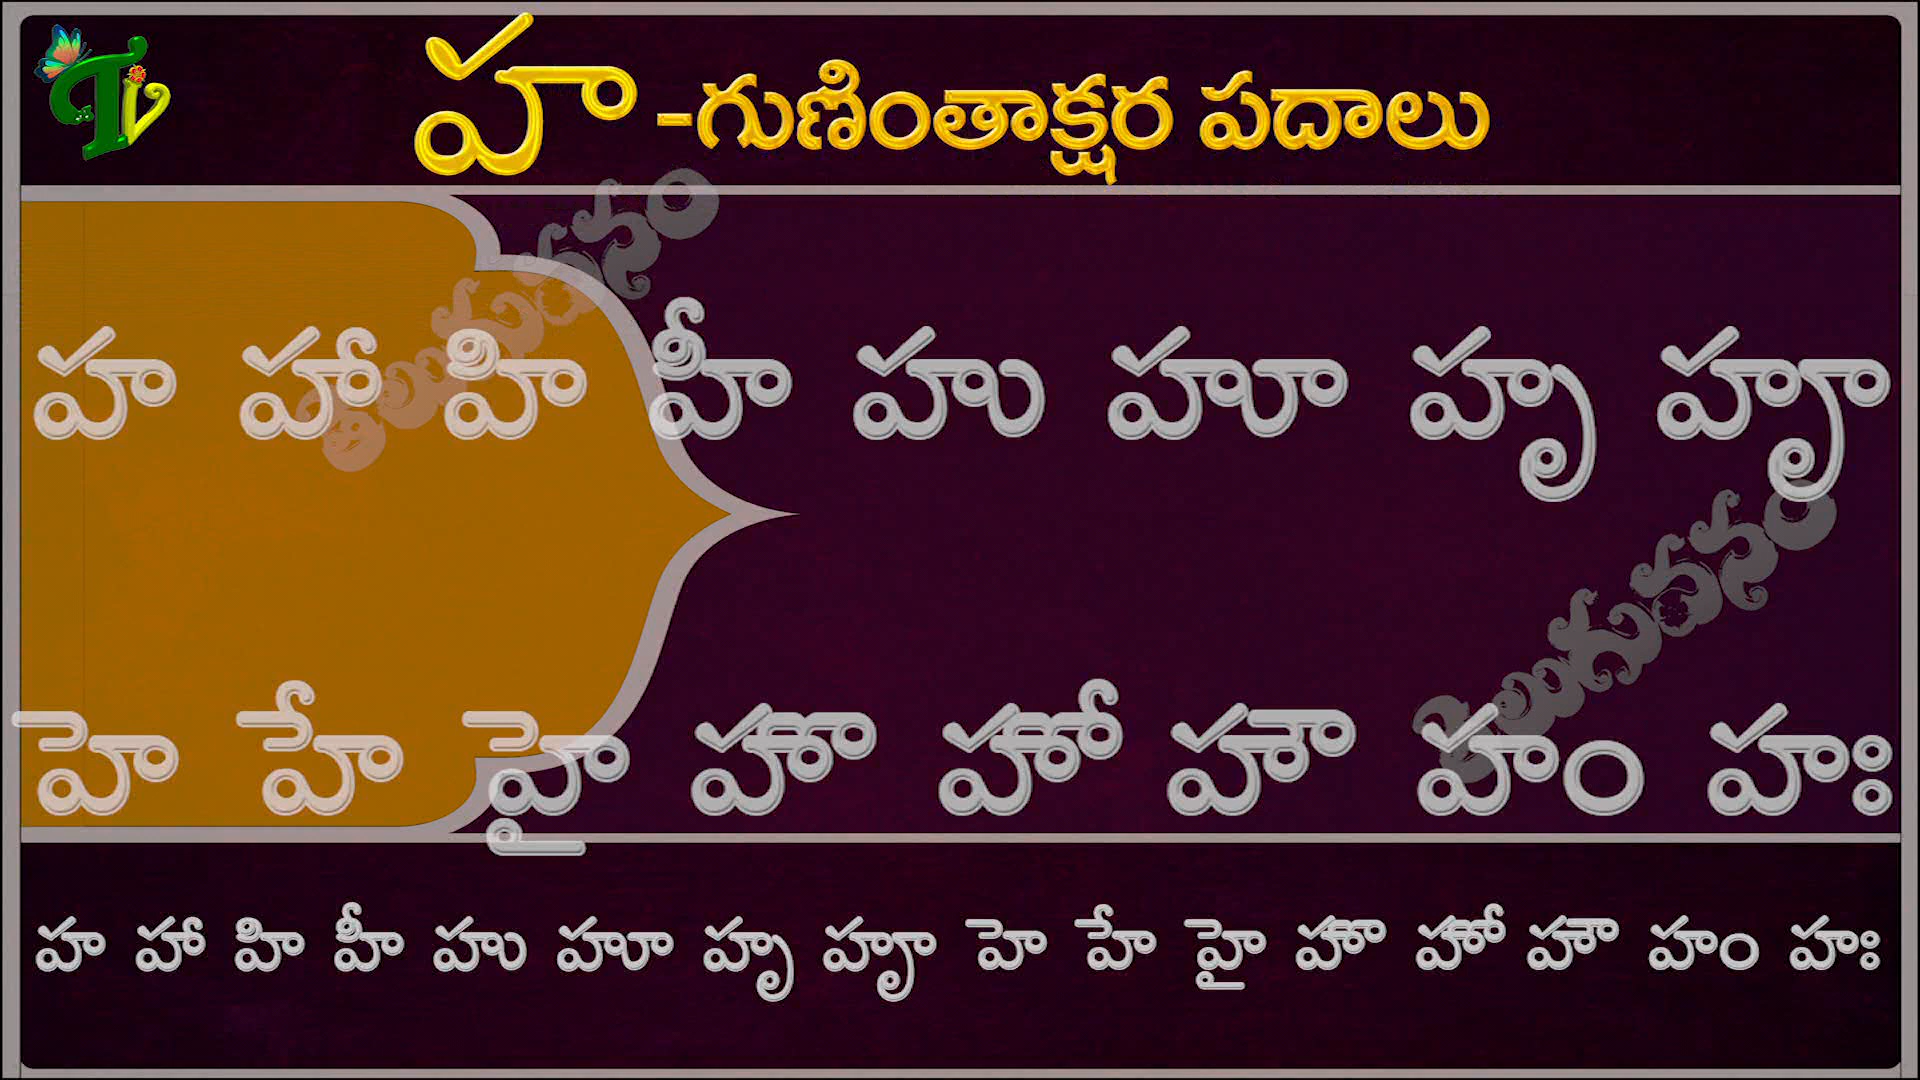 హ -గుణింతాక్షర పదాలు
హ హా హి హీ హు హూ హృ హౄ
హె హే హై హొ హో హౌ హం హః
హ హా హి హీ హు హూ హృ హౄ హె హే హై హొ హో హౌ హం హః